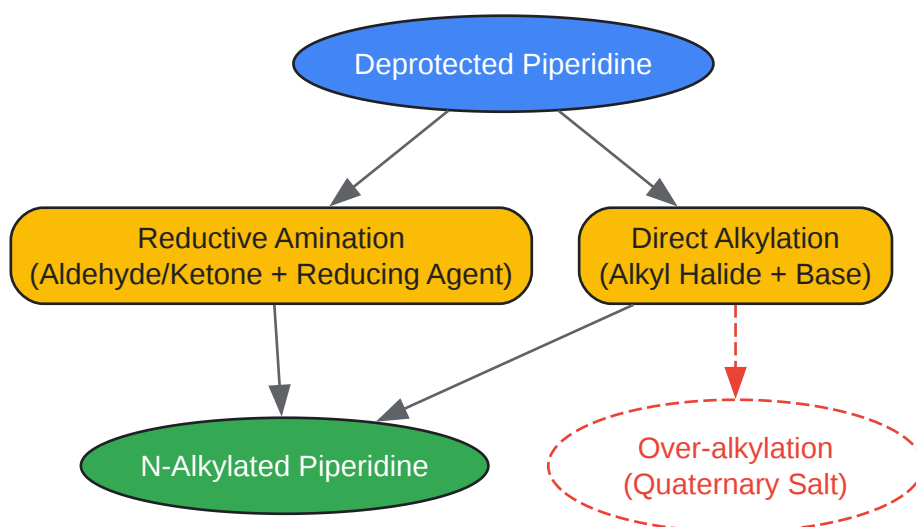 Deprotected Piperidine
Reductive Amination
(Aldehyde/Ketone + Reducing Agent)
Direct Alkylation
(Alkyl Halide + Base)
N-Alkylated Piperidine
Over-alkylation
(Quaternary Salt)